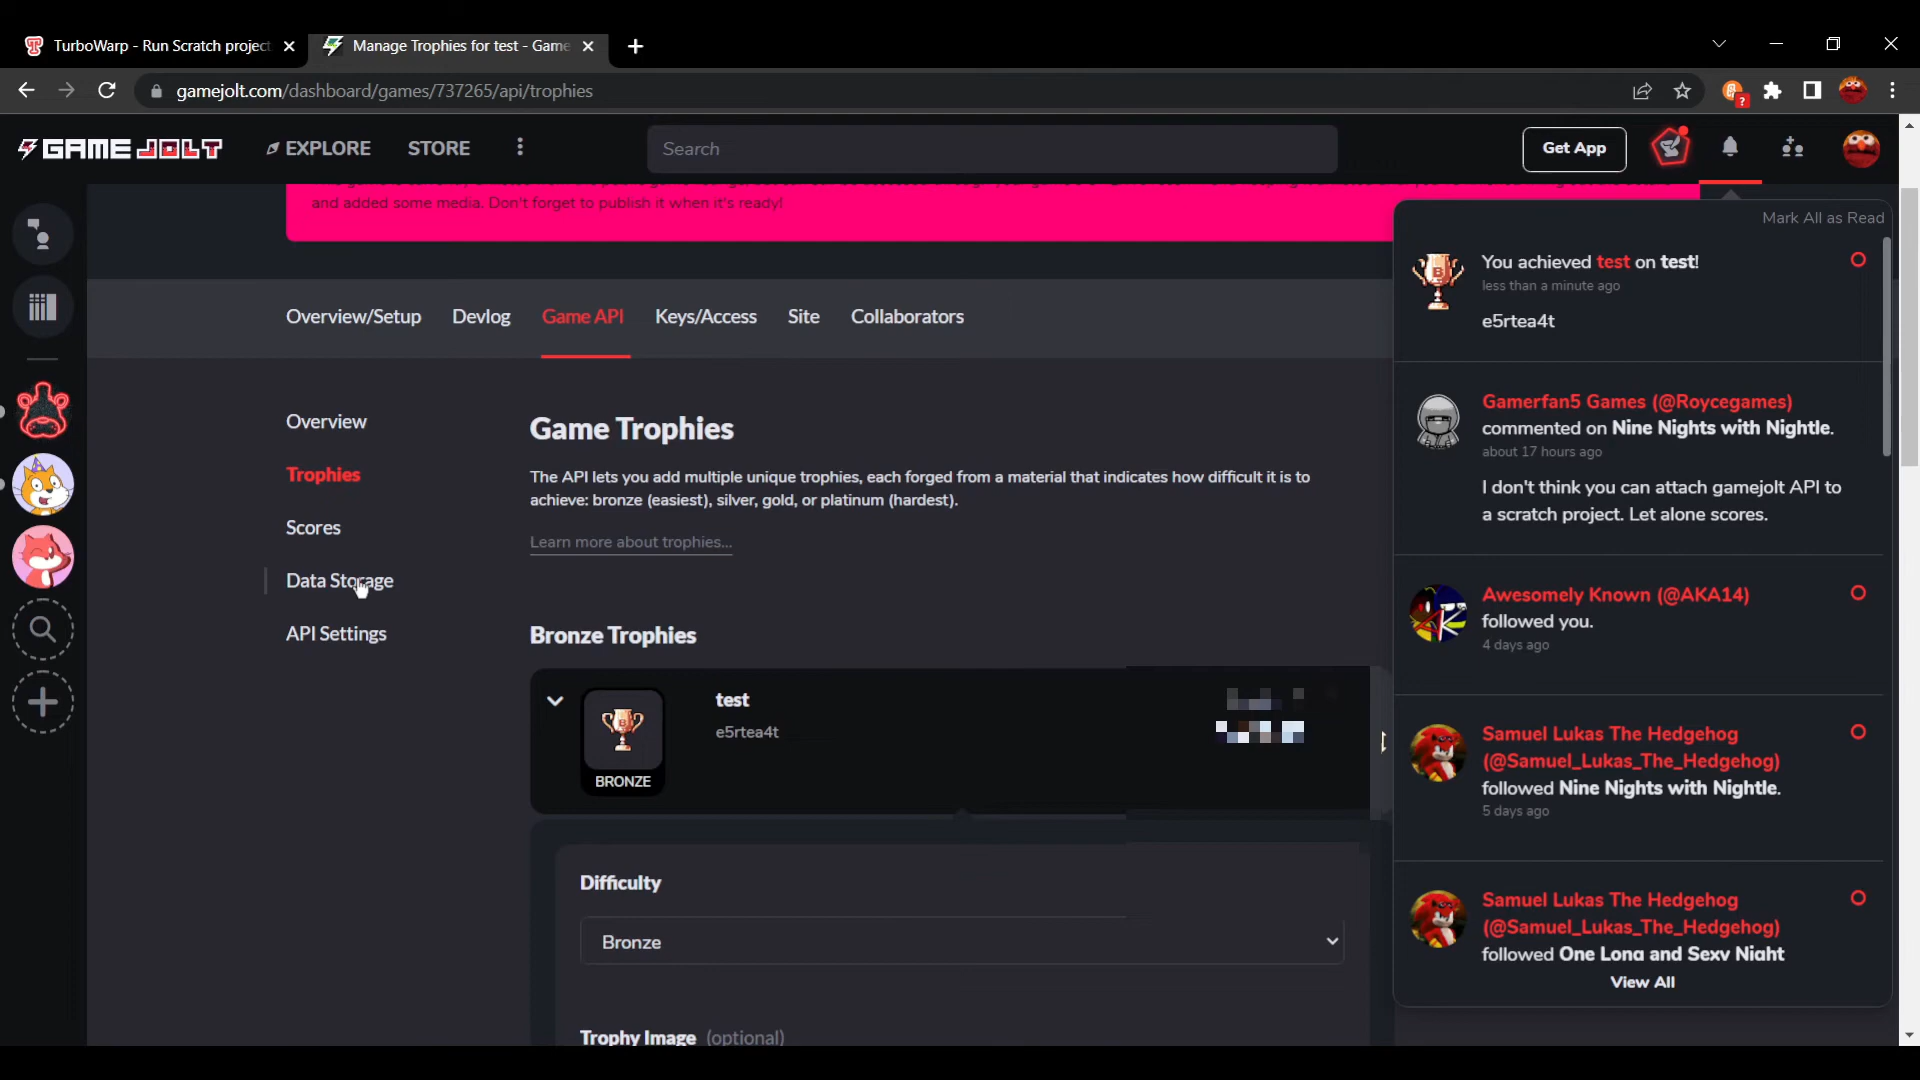 TurboWarp - Run Scratch project
Manage Trophies for test - Game
gamejolt.com/dashboard/games/737265/api/trophies
?
GAME JOLT
EXPLORE
STORE
Search
Get App
and added some media. Don't forget to publish it when it's ready!
Mark All as Read
You achieved test on test!
less than a minute ago
e5rtea4t
Overview/Setup
Devlog
Game API
Keys/Access
Site
Collaborators
Gamerfan5 Games (@Roycegames)
commented on Nine Nights with Nightle.
about 17 hours ago
I don't think you can attach gamejolt API to
a scratch project. Let alone scores.
Overview
Trophies
Scores
Data Storage
API Settings
Game Trophies
The API lets you add multiple unique trophies, each forged from a material that indicates how difficult it is to
achieve: bronze (easiest), silver, gold, or platinum (hardest).
Learn more about trophies...
Awesomely Known (@AKA14)
followed you.
4 days ago
Bronze Trophies
test
e5rtea4t
BRONZE
Samuel Lukas The Hedgehog
(@Samuel_Lukas_The_Hedgehog)
followed Nine Nights with Nightle.
5 days ago
Difficulty
Bronze
Samuel Lukas The Hedgehog
(@Samuel_Lukas_The_Hedgehog)
followed One Long and Sexy Night
View All
Trophy Image (optional)